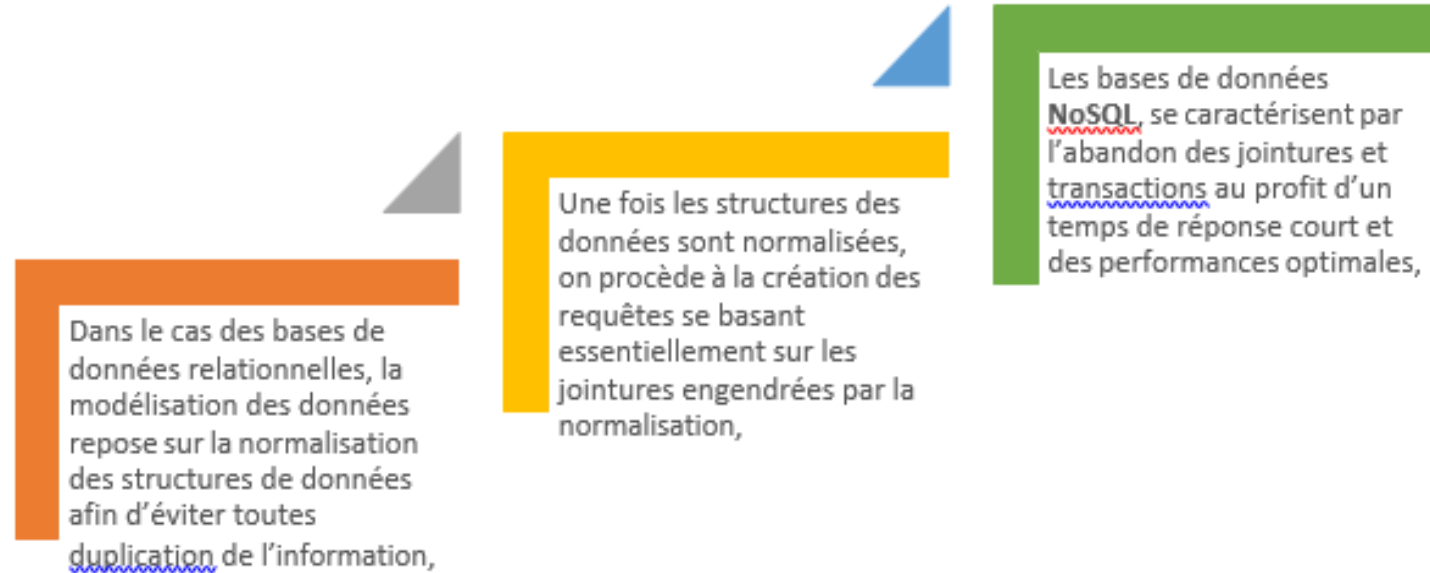 Dans le cas des bases de
données relationnelles, la
modélisation des données
repose sur la normalisation
des structures de données
afin d’éviter toutes
duplication de l’information,
Une fois les structures des
données sont normalisées,
on procède à la création des
requêtes se basant
essentiellement sur les
jointures engendrées par la
normalisation,
Les bases de données
NoSQL, se caractérisent par
l’abandon des jointures et
transactions au profit d’un
temps de réponse court et
des performances optimales,